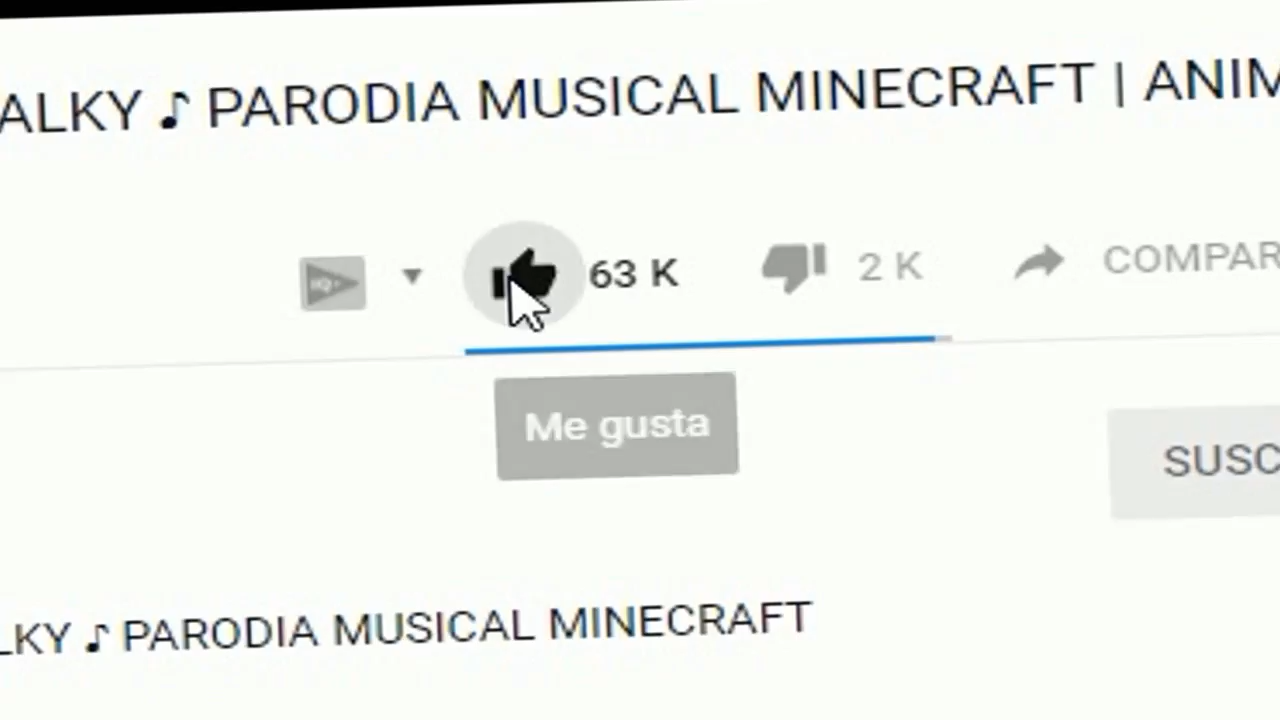 ALKY ♪ PARODIA MUSICAL MINECRAFT | ANIM
63 K 2 K COMPAR
Me gusta
SUSC
LKY ♪ PARODIA MUSICAL MINECRAFT